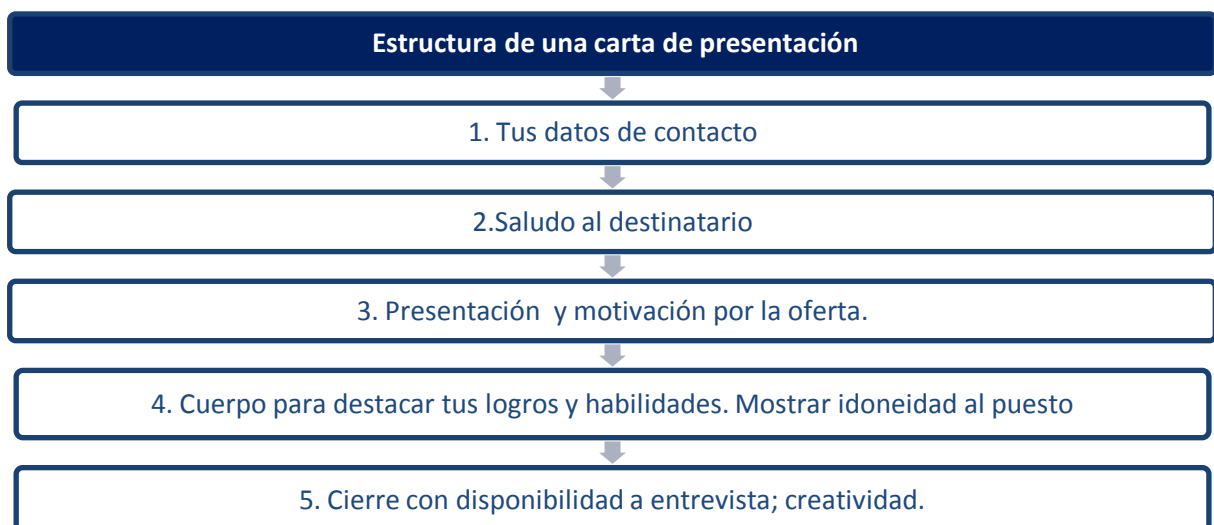 Estructura de una carta de presentación
1. Tus datos de contacto
2.Saludo al destinatario
3. Presentación  y motivación por la oferta.
4. Cuerpo para destacar tus logros y habilidades. Mostrar idoneidad al puesto
5. Cierre con disponibilidad a entrevista; creatividad.